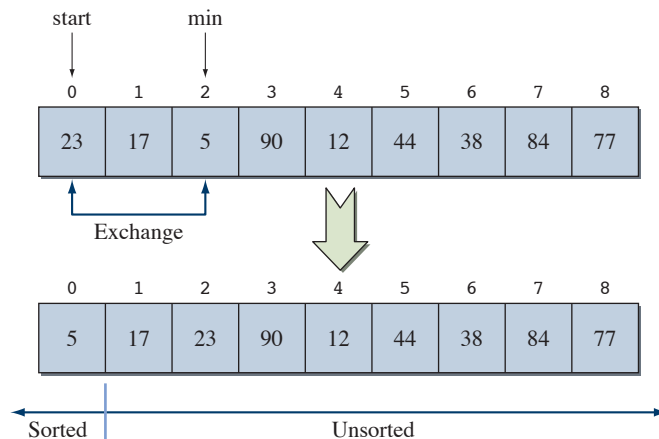 start min
0 1 2 3 4 5 6 7 8
23 17 5 90 12 44 38 84 77
Exchange
0 1 2 3 4 5 6 7 8
5 17 23 90 12 44 38 84 77
Sorted Unsorted